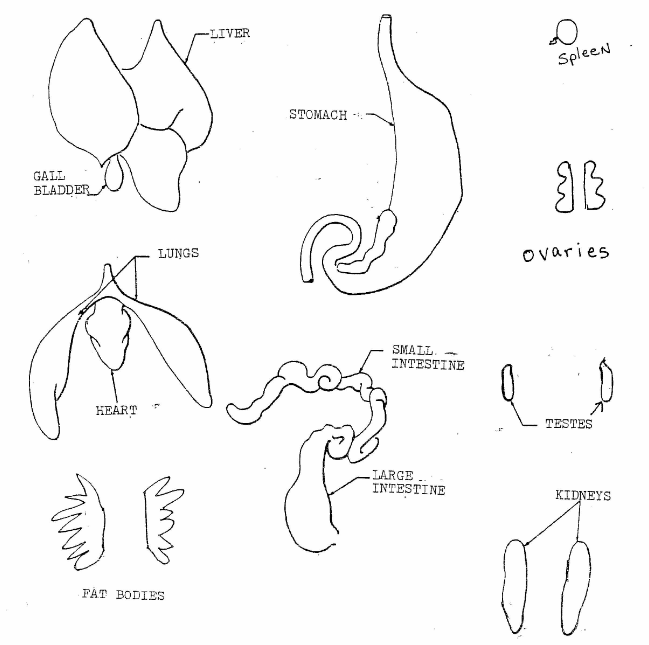 LIVER
SpleeN
STOMACH
GALL
BLADDER
ovaries
LUNGS
SMALL
INTESTINE
HEART
TESTES
LARGE
INTESTINE
KIDNEYS
FAT BODIES